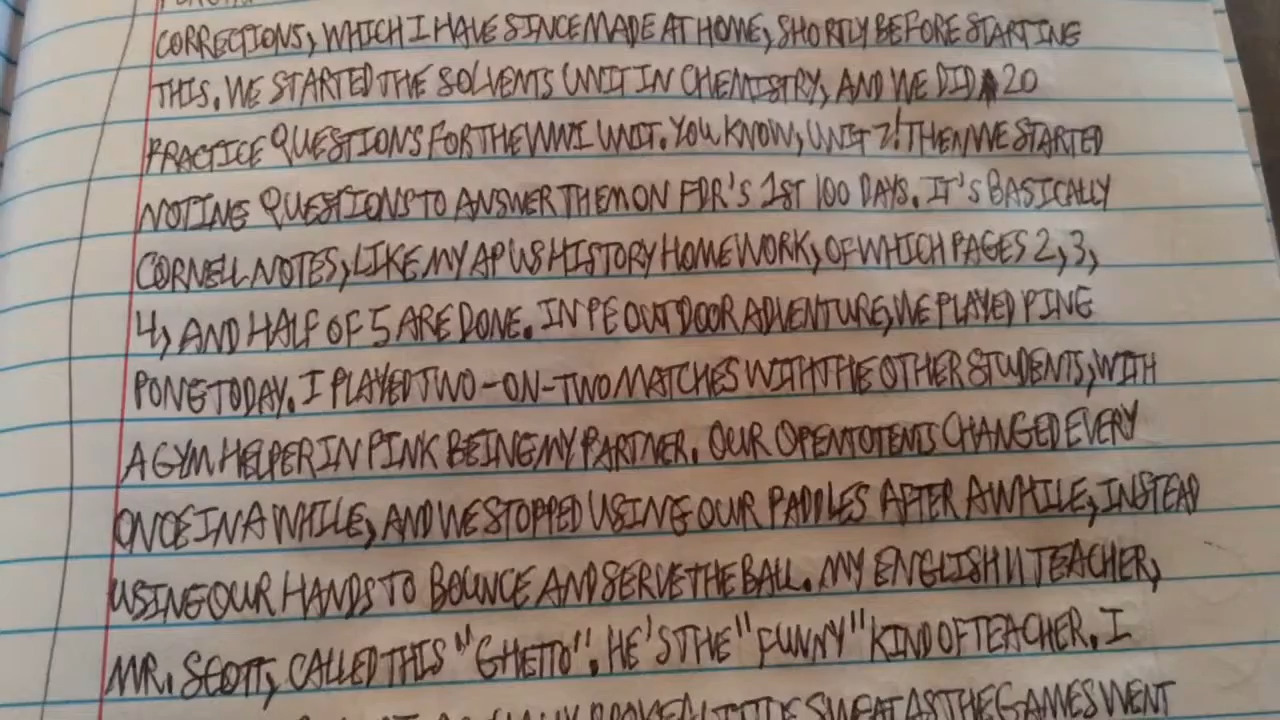 CORRECTIONS, WHICH I HAVE SINCE MADE AT HOME, SHORTLY BEFORE STARTING
THIS. WE STARTED THE SOLVENTS UNIT IN CHEMISTRY, AND WE DID 20
PRACTICE QUESTIONS FOR THE WWI UNIT. YOU KNOW, UNIT 7! THEN WE STARTED
NOTING QUESTIONS TO ANSWER THEM ON FDR'S 1ST 100 DAYS. IT'S BASICALLY
CORNELL NOTES, LIKE MY AP US HISTORY HOMEWORK, OF WHICH PAGES 2, 3,
4, AND HALF OF 5 ARE DONE. IN PE OUTDOOR ADVENTURE, WE PLAYED PING
PONG TODAY. I PLAYED TWO-ON-TWO MATCHES WITH THE OTHER STUDENTS, WITH
A GYM HELPER IN PINK BEING MY PARTNER. OUR OPENTOTENTS CHANGED EVERY
ONCE IN A WHILE, AND WE STOPPED USING OUR PADDLES AFTER A WHILE, INSTEAD
USING OUR HANDS TO BOUNCE AND SERVE THE BALL. MY ENGLISH 11 TEACHER,
MR. SCOTT, CALLED THIS "GHETTO". HE'S THE "FUNNY" KIND OF TEACHER. I
SWEAT AS THE GAMES WENT